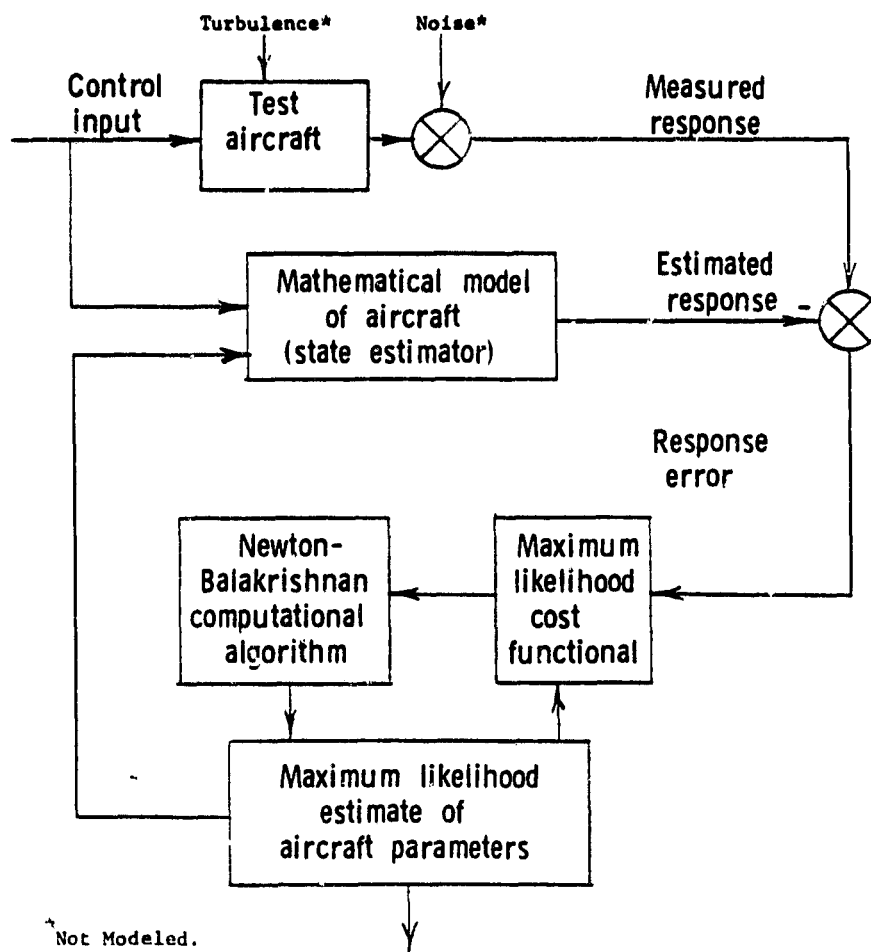 Turbulence*
Noise*
Control
input
Test
aircraft
Measured
response
Mathematical model
of aircraft
(state estimator)
Estimated
response
-
Response
error
Newton-
Balakrishnan
computational
algorithm
Maximum
likelihood
cost
functional
Maximum likelihood
estimate of
aircraft parameters
*Not Modeled.